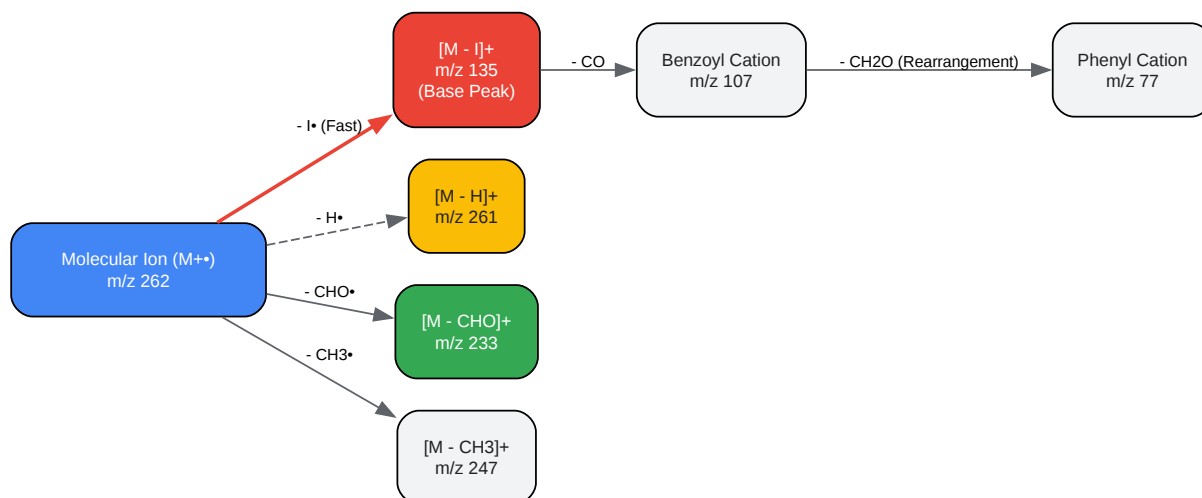 [M - I]+
m/z 135
(Base Peak)
- CO
Benzoyl Cation
m/z 107
- CH2O (Rearrangement)
Phenyl Cation
m/z 77
- I• (Fast)
[M - H]+
m/z 261
- H•
Molecular Ion (M+•)
m/z 262
- CHO•
[M - CHO]+
m/z 233
- CH3•
[M - CH3]+
m/z 247